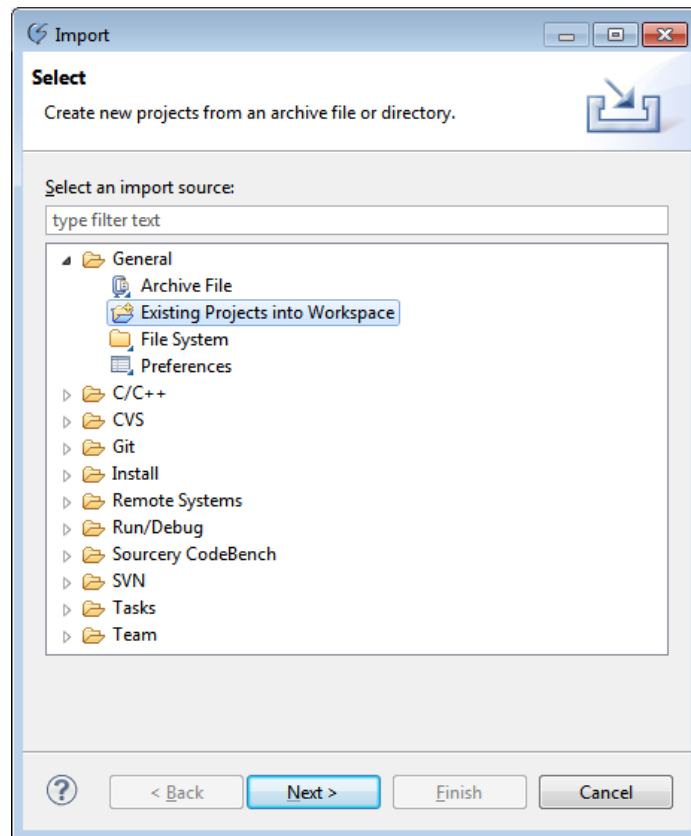 Import
Select
Create new projects from an archive file or directory.
Select an import source:
type filter text
General
Archive File
Existing Projects into Workspace
File System
Preferences
C/C++
CVS
Git
Install
Remote Systems
Run/Debug
Sourcery CodeBench
SVN
Tasks
Team
? < Back Next > Finish Cancel